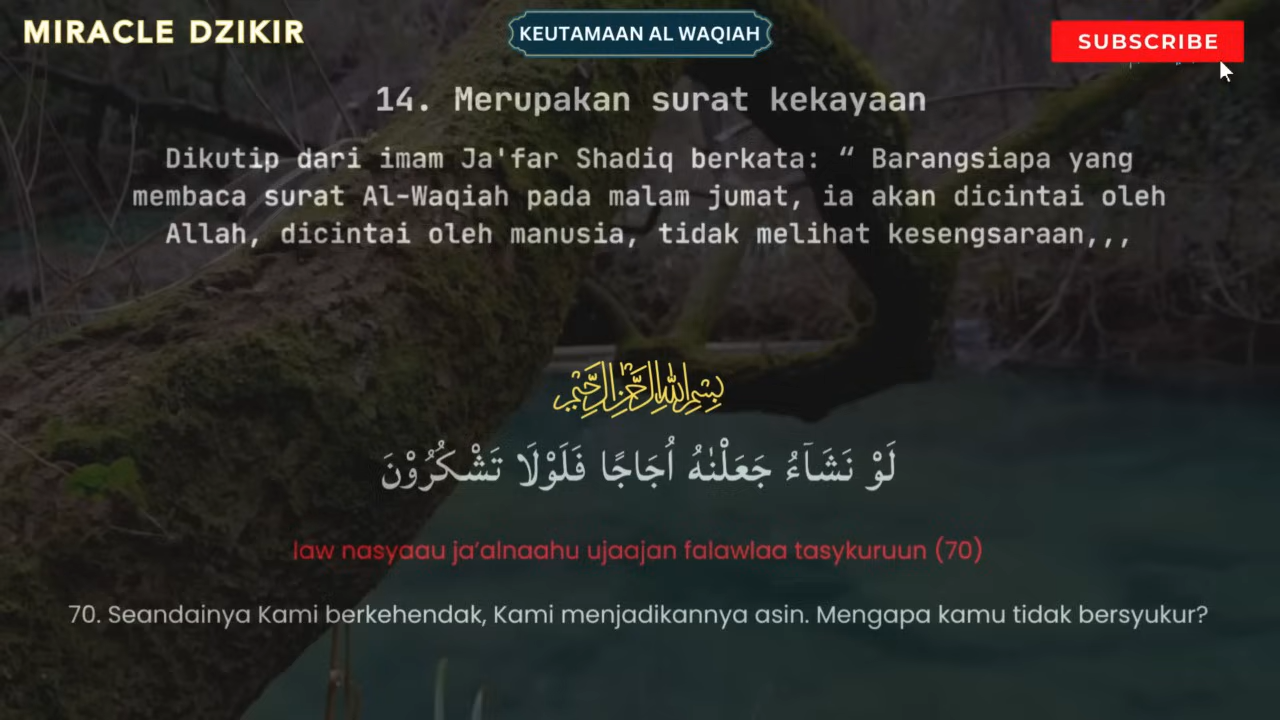 MIRACLE DZIKIR
KEUTAMAAN AL WAQIAH
SUBSCRIBE
14. Merupakan surat kekayaan
Dikutip dari imam Ja'far Shadiq berkata: “ Barangsiapa yang
membaca surat Al-Waqiah pada malam jumat, ia akan dicintai oleh
Allah, dicintai oleh manusia, tidak melihat kesengsaraan,,,
بِسْمِ اللهِ الرَّحْمٰنِ الرَّحِيْمِ
لَوْ نَشَاۤءُ جَعَلْنٰهُ اُجَاجًا فَلَوْلَا تَشْكُرُوْنَ
law nasyaau ja’alnaahu ujaajan falawlaa tasykuruun (70)
70. Seandainya Kami berkehendak, Kami menjadikannya asin. Mengapa kamu tidak bersyukur?